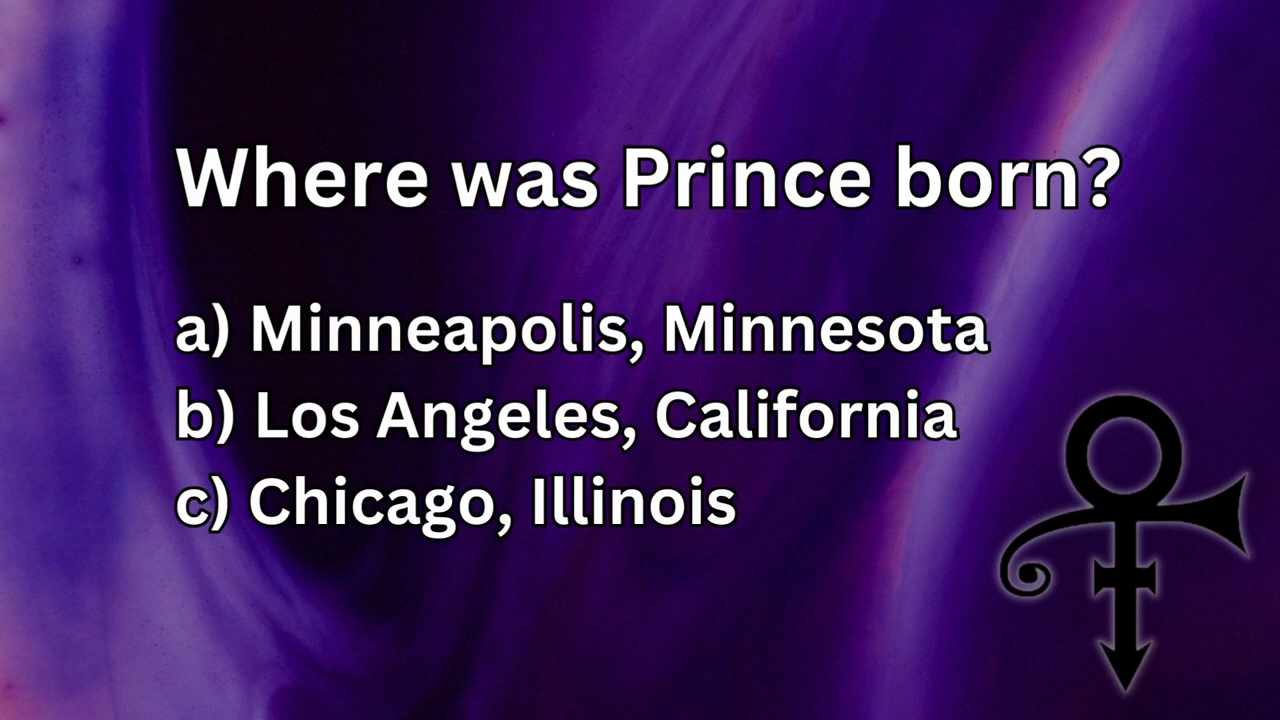 Where was Prince born?
a) Minneapolis, Minnesota
b) Los Angeles, California
c) Chicago, Illinois